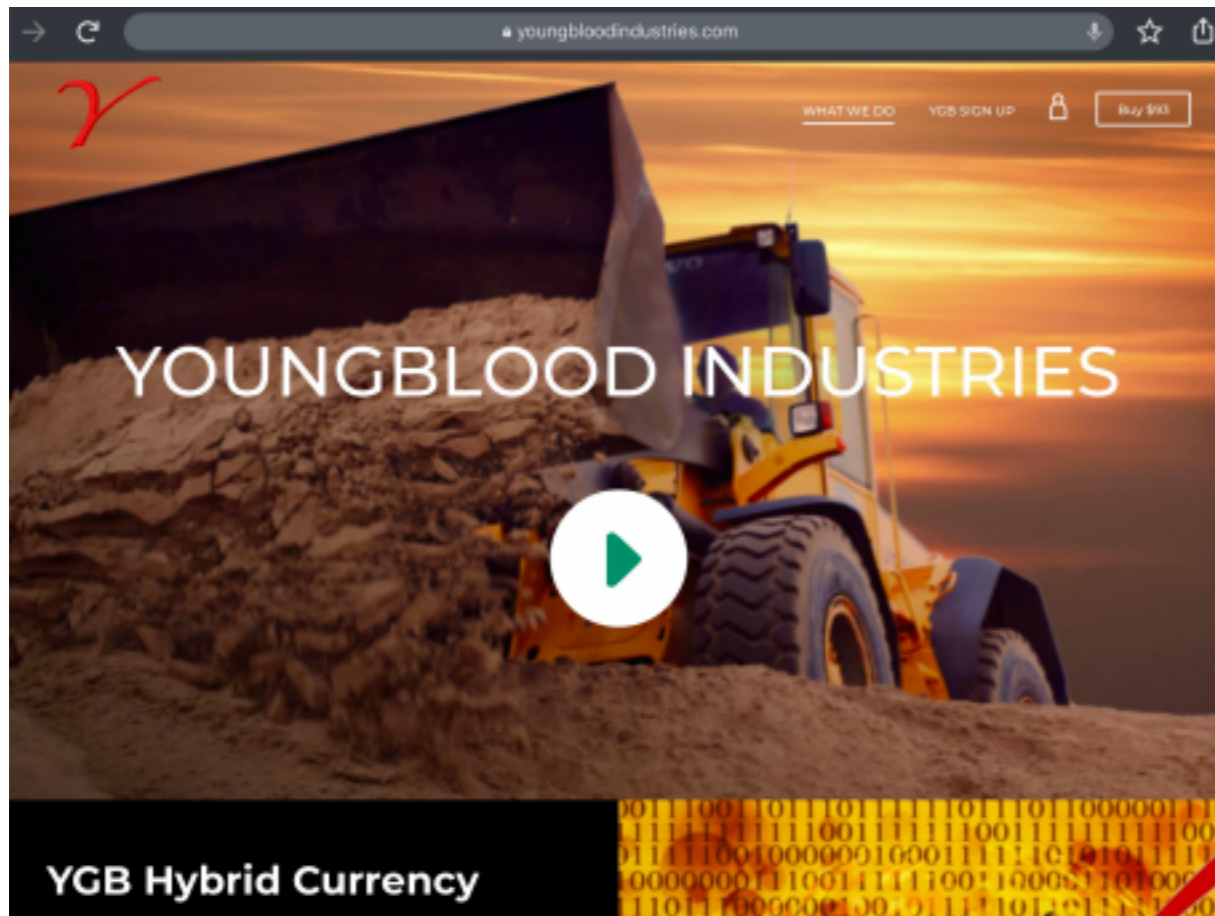 youngbloodindustries.com
WHAT WE DO
YGB SIGN UP
Buy $93
YOUNGBLOOD INDUSTRIES
YGB Hybrid Currency